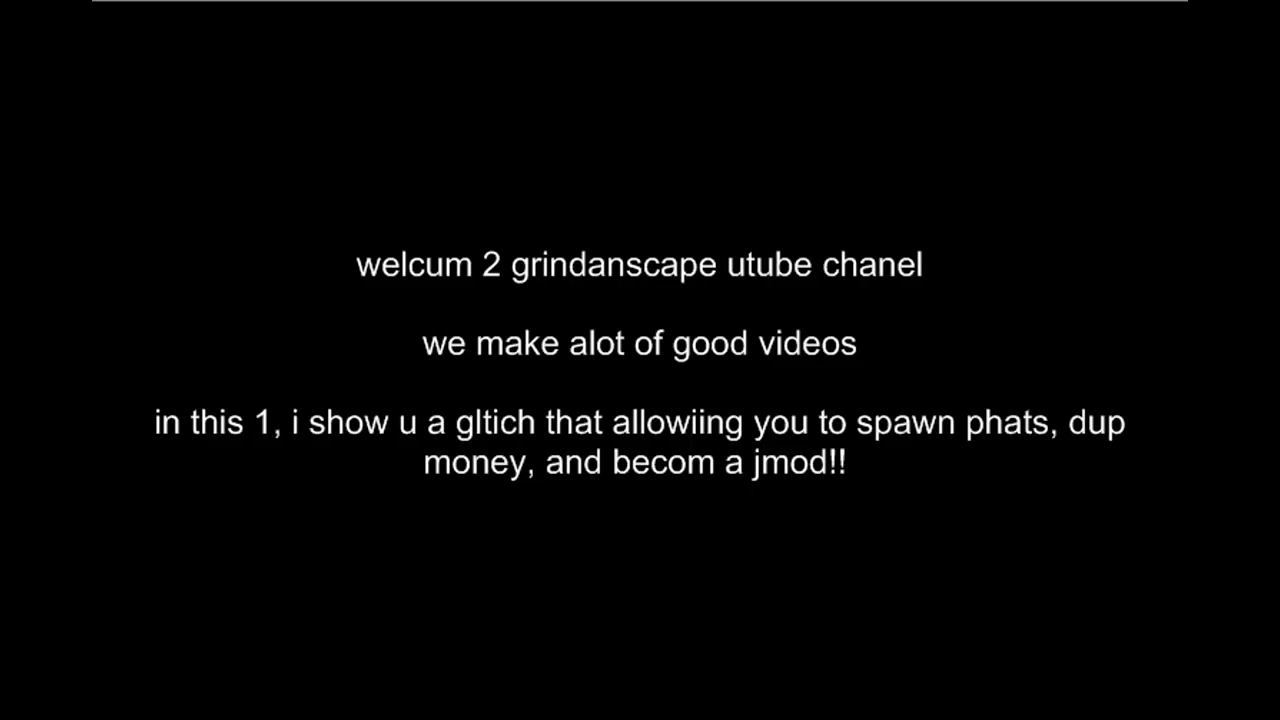 welcum 2 grindanscape utube chanel
we make alot of good videos
in this 1, i show u a gltich that allowiing you to spawn phats, dup
money, and becom a jmod!!